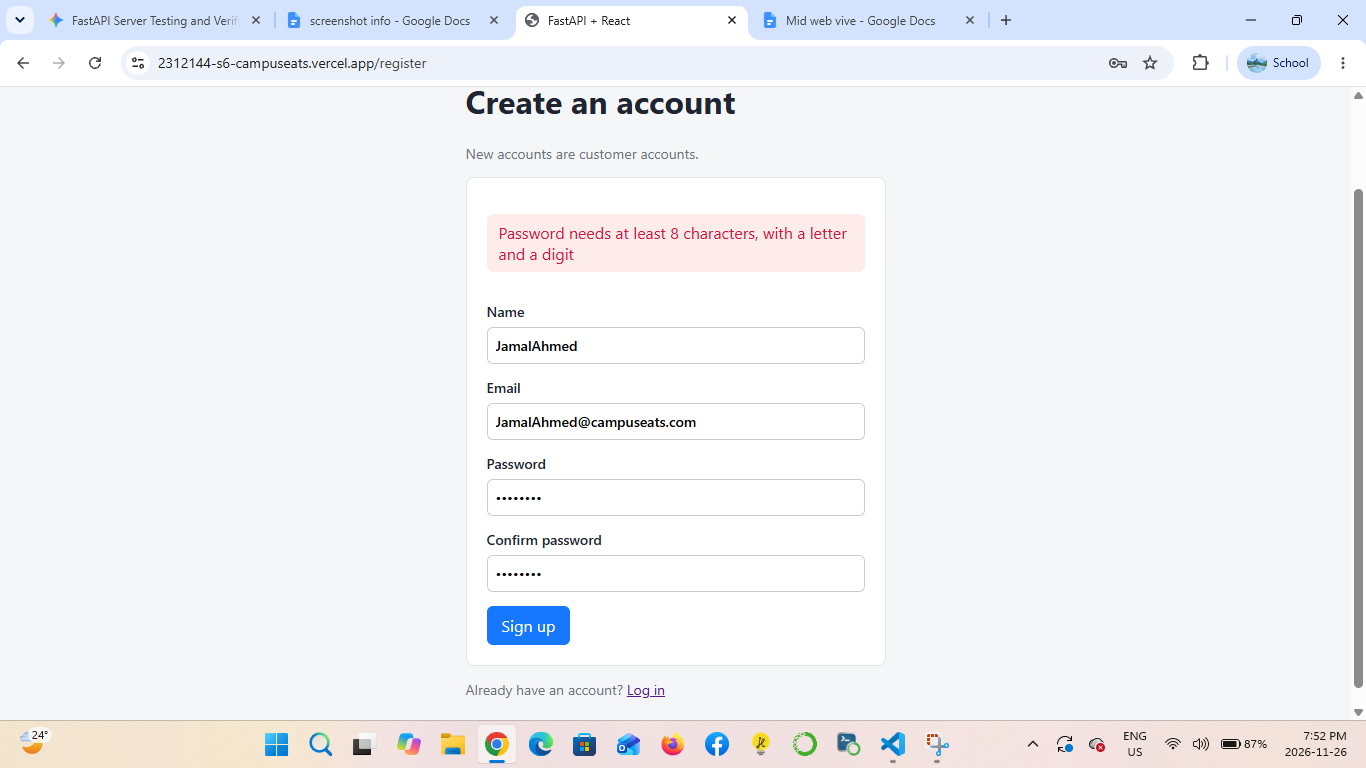 FastAPI Server Testing and Verif
screenshot info - Google Docs
FastAPI + React
Mid web vive - Google Docs
2312144-s6-campuseats.vercel.app/register
School
Create an account
New accounts are customer accounts.
Password needs at least 8 characters, with a letter
and a digit
Name
JamalAhmed
Email
JamalAhmed@campuseats.com
Password
••••••••
Confirm password
••••••••
Sign up
Already have an account? Log in
24°
ENG
US
87%
7:52 PM
2026-11-26